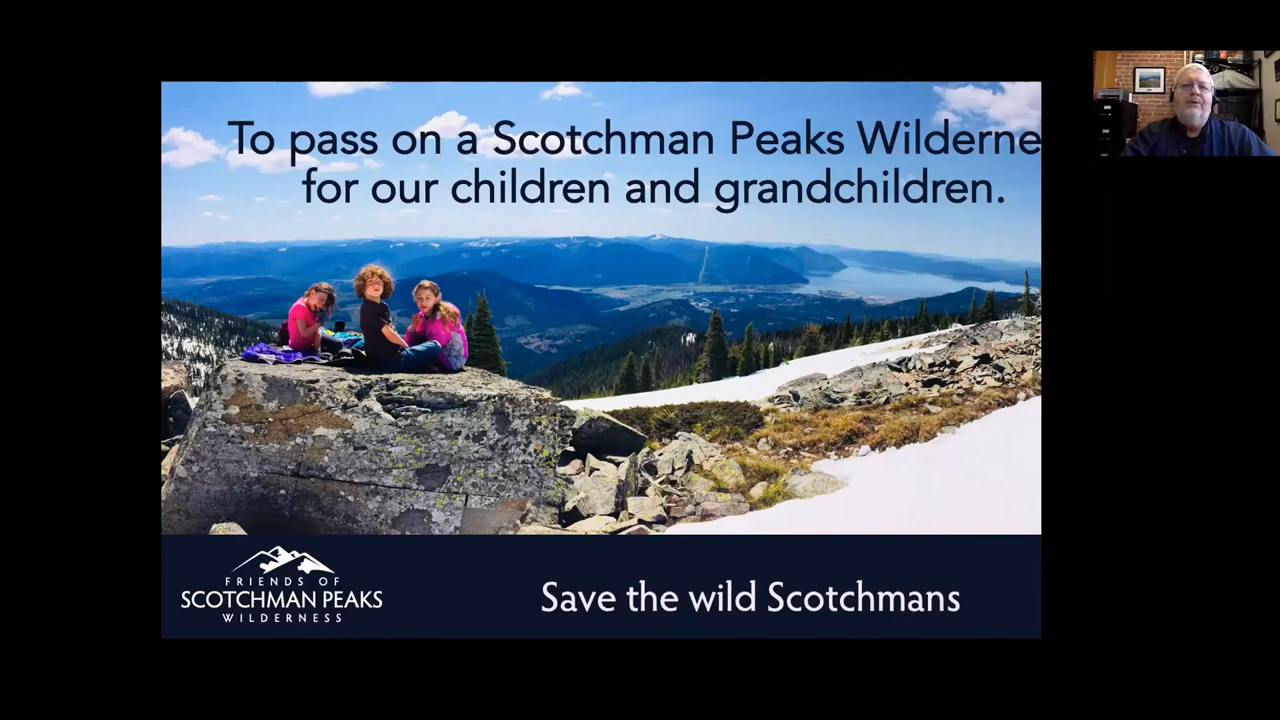 To pass on a Scotchman Peaks Wilderne
for our children and grandchildren.
FRIENDS OF
SCOTCHMAN PEAKS
WILDERNESS
Save the wild Scotchmans